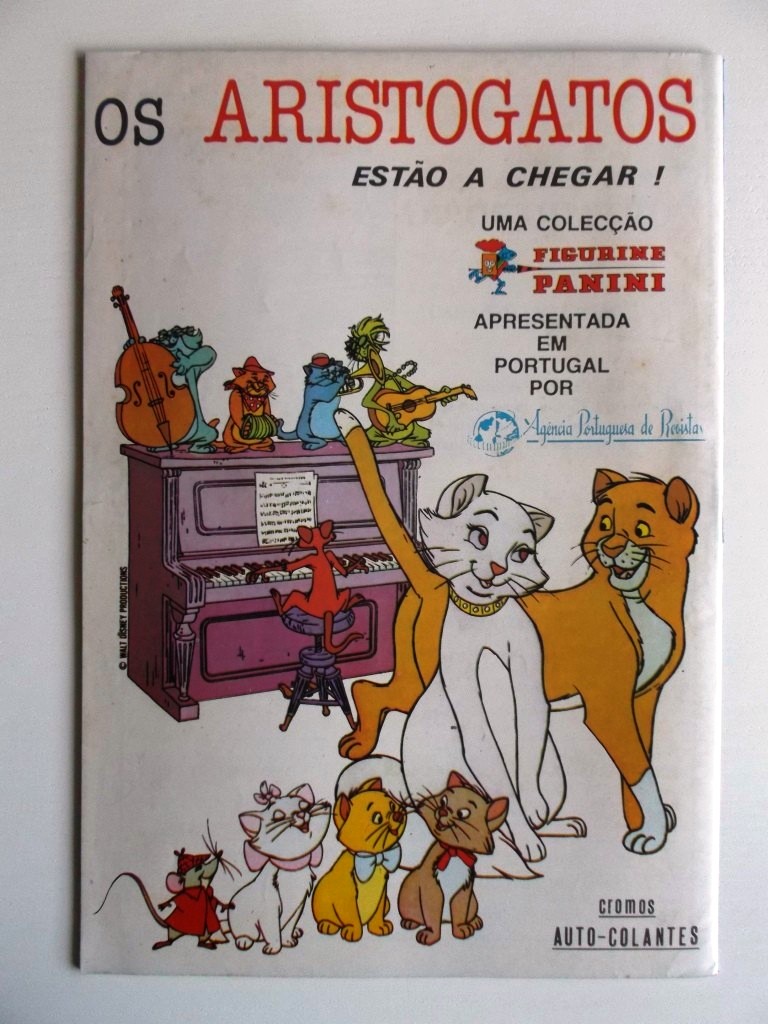 OS ARISTOGATOS
ESTÃO A CHEGAR !
UMA COLECÇÃO
FIGURINE
PANINI
APRESENTADA
EM
PORTUGAL
POR
Agência Portuguesa de Revistas
© WALT DISNEY PRODUCTIONS
cromos
AUTO-COLANTES